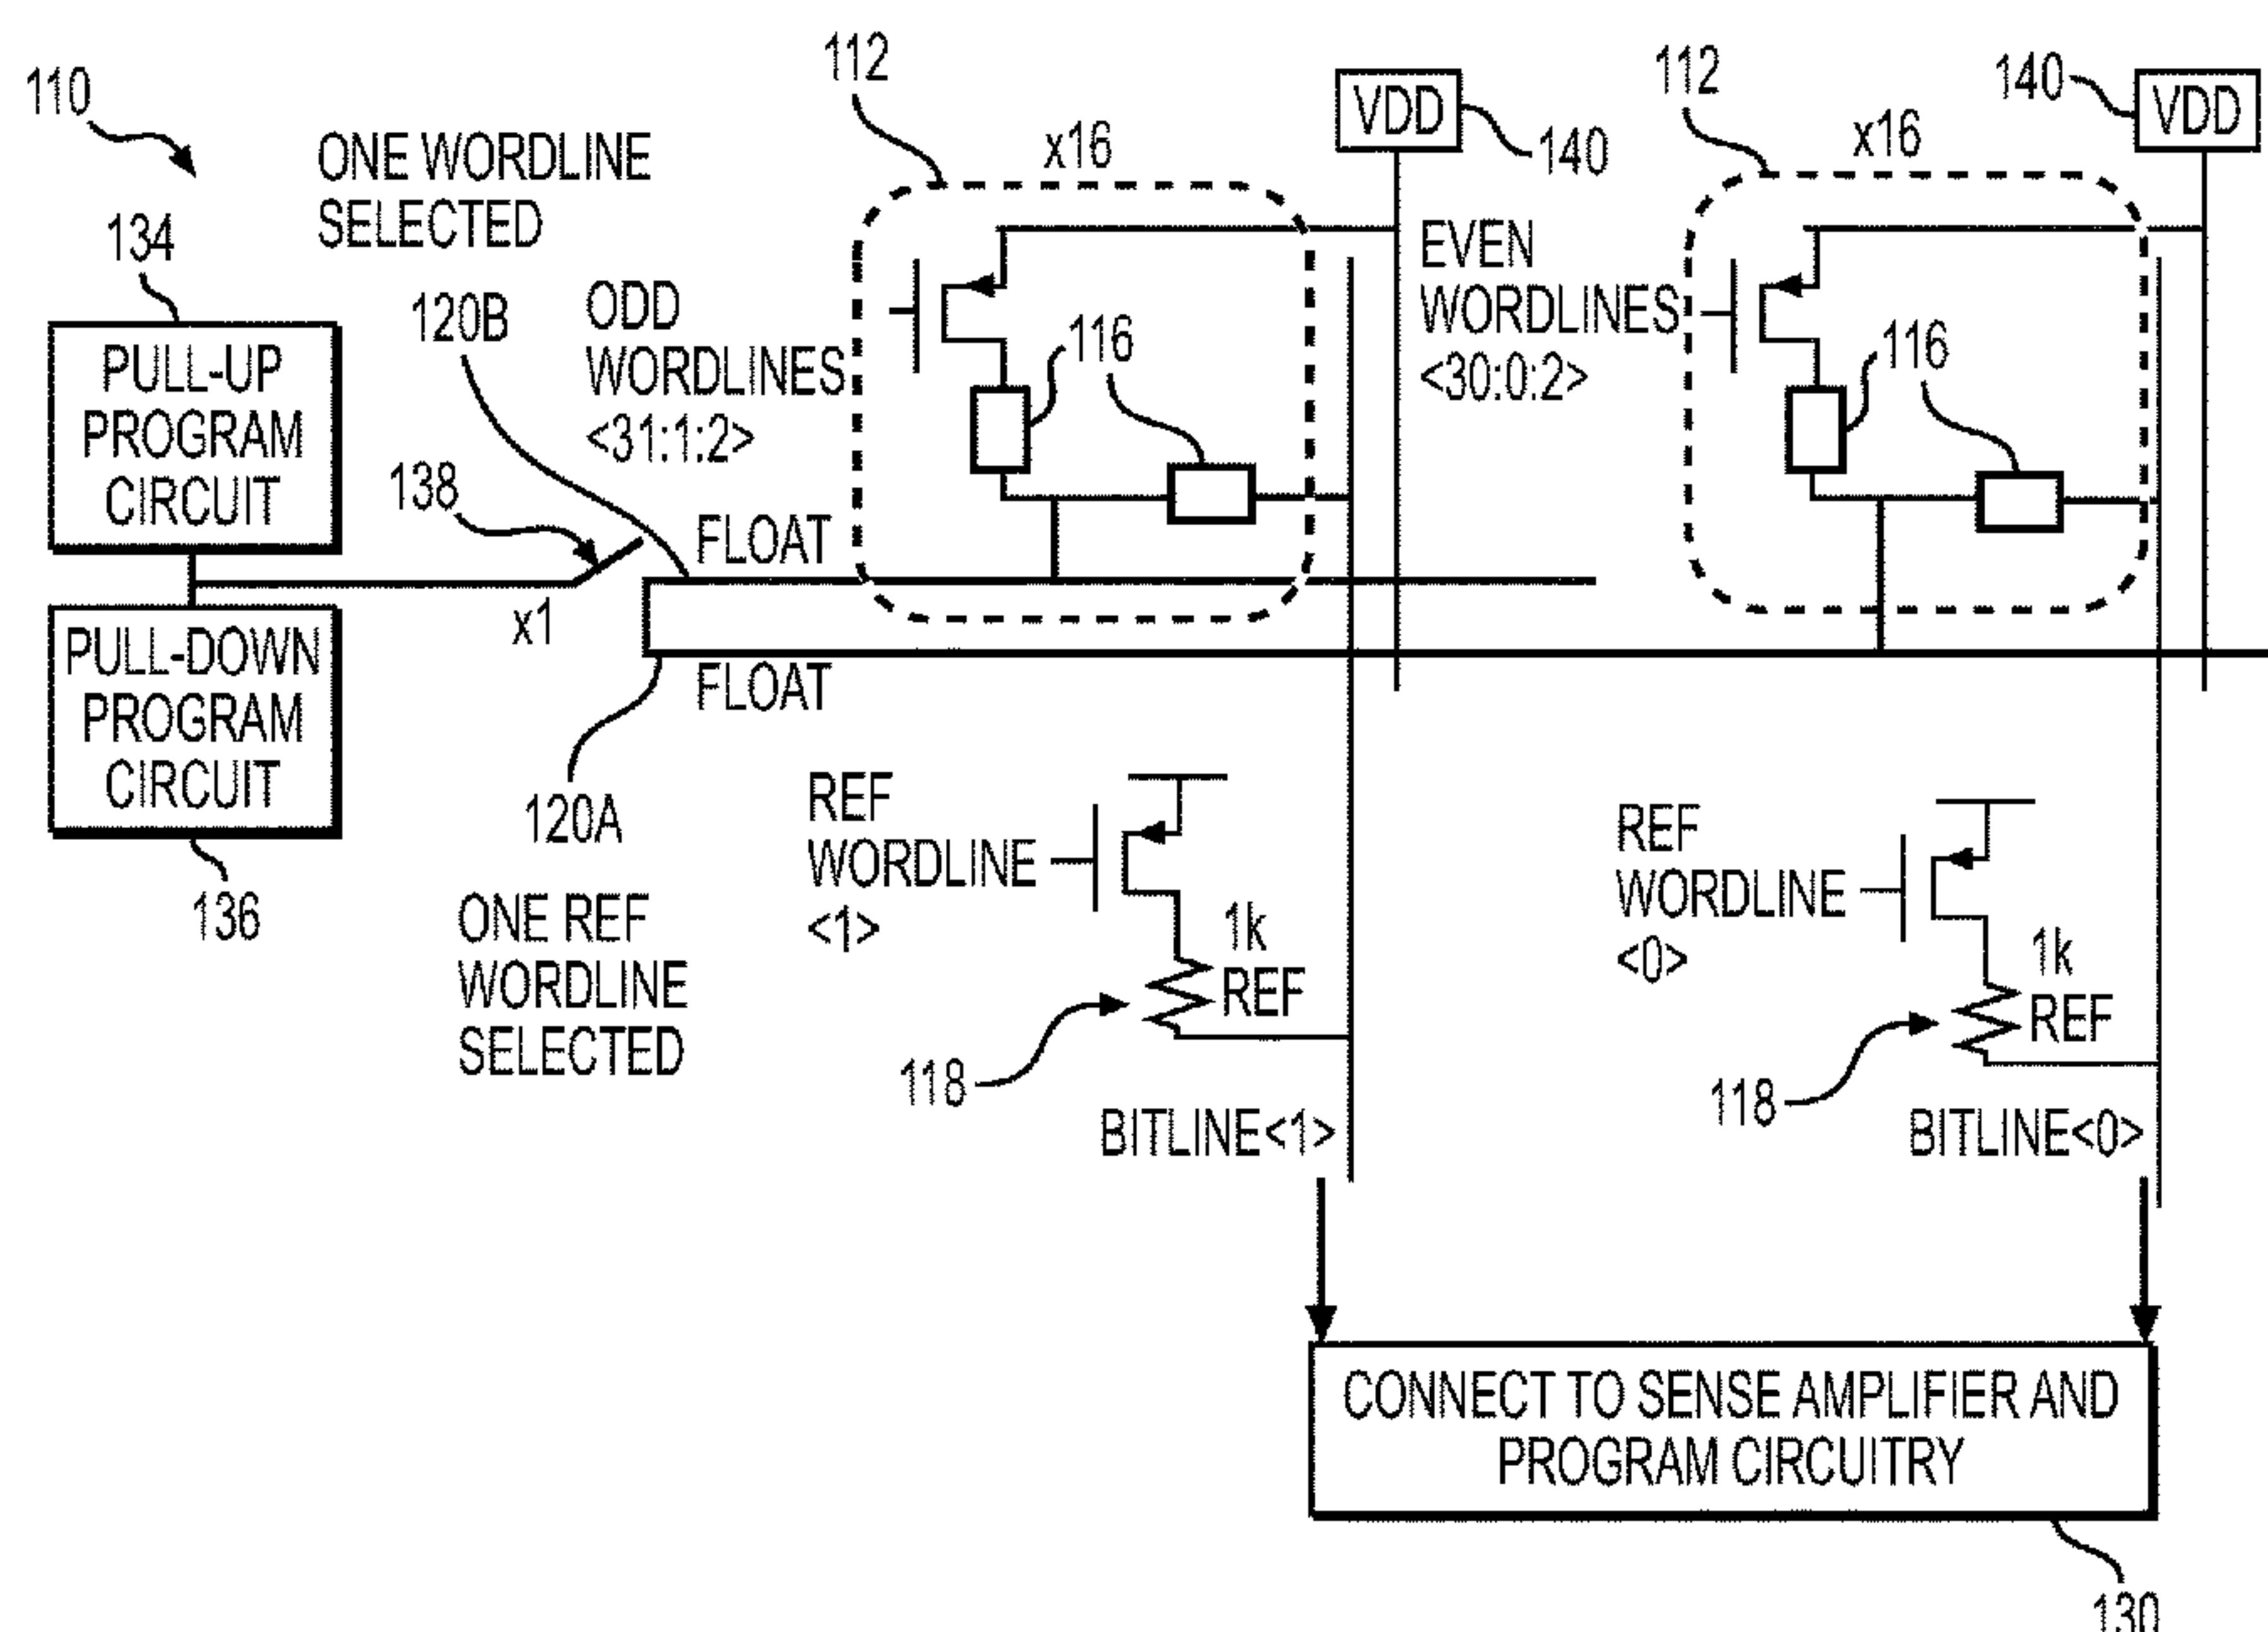 110
ONE WORDLINE
SELECTED
112
x16
VDD
140
112
x16
140
VDD
134
120B
ODD
WORDLINES
<31:1:2>
116
EVEN
WORDLINES
<30:0:2>
116
PULL-UP
PROGRAM
CIRCUIT
138
FLOAT
x1
PULL-DOWN
PROGRAM
CIRCUIT
FLOAT
120A
136
ONE REF
WORDLINE
SELECTED
REF
WORDLINE
<1>
1k
REF
118
BITLINE<1>
REF
WORDLINE
<0>
1k
REF
118
BITLINE<0>
CONNECT TO SENSE AMPLIFIER AND
PROGRAM CIRCUITRY
130